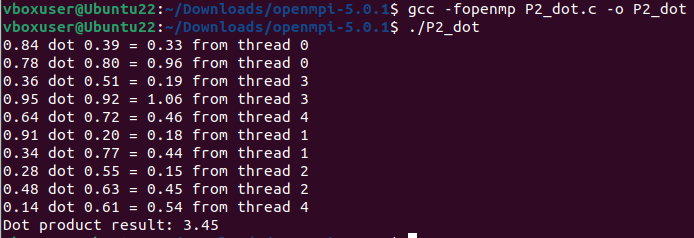 vboxuser@Ubuntu22:~/Downloads/openmpi-5.0.1$ gcc -fopenmp P2_dot.c -o P2_dot
vboxuser@Ubuntu22:~/Downloads/openmpi-5.0.1$ ./P2_dot
0.84 dot 0.39 = 0.33 from thread 0
0.78 dot 0.80 = 0.96 from thread 0
0.36 dot 0.51 = 0.19 from thread 3
0.95 dot 0.92 = 1.06 from thread 3
0.64 dot 0.72 = 0.46 from thread 4
0.91 dot 0.20 = 0.18 from thread 1
0.34 dot 0.77 = 0.44 from thread 1
0.28 dot 0.55 = 0.15 from thread 2
0.48 dot 0.63 = 0.45 from thread 2
0.14 dot 0.61 = 0.54 from thread 4
Dot product result: 3.45